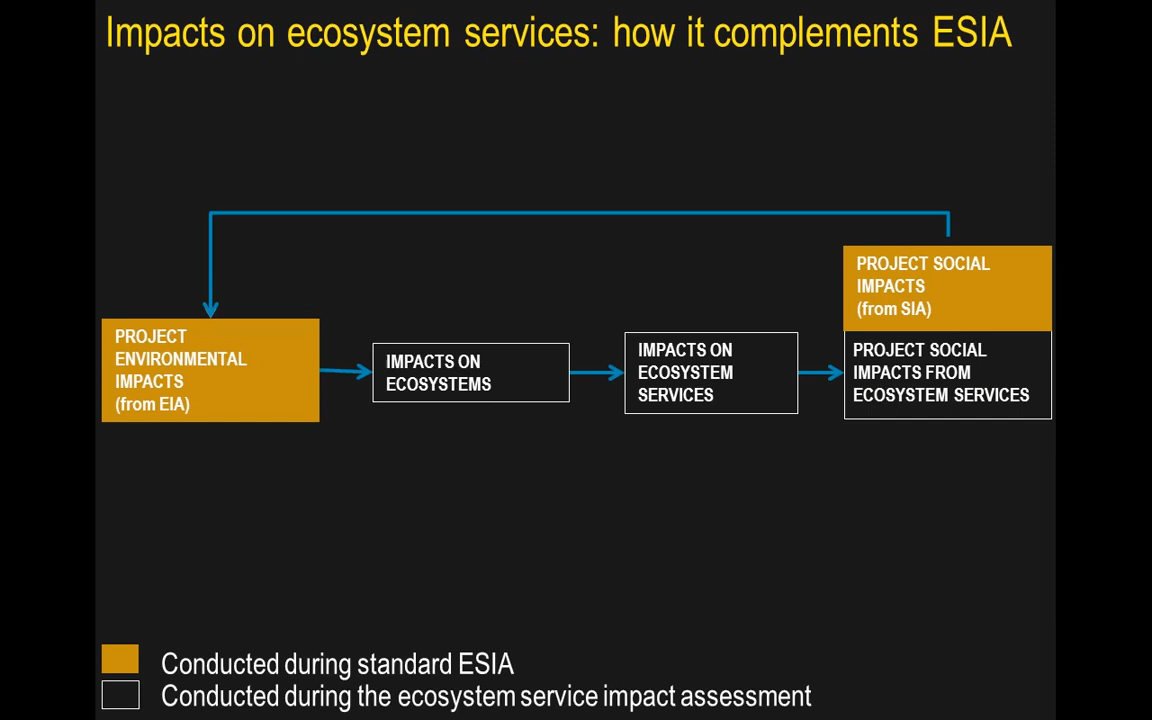 Impacts on ecosystem services: how it complements ESIA
PROJECT SOCIAL
IMPACTS
(from SIA)
PROJECT
ENVIRONMENTAL
IMPACTS
(from EIA)
IMPACTS ON
ECOSYSTEMS
IMPACTS ON
ECOSYSTEM
SERVICES
PROJECT SOCIAL
IMPACTS FROM
ECOSYSTEM SERVICES
Conducted during standard ESIA
Conducted during the ecosystem service impact assessment